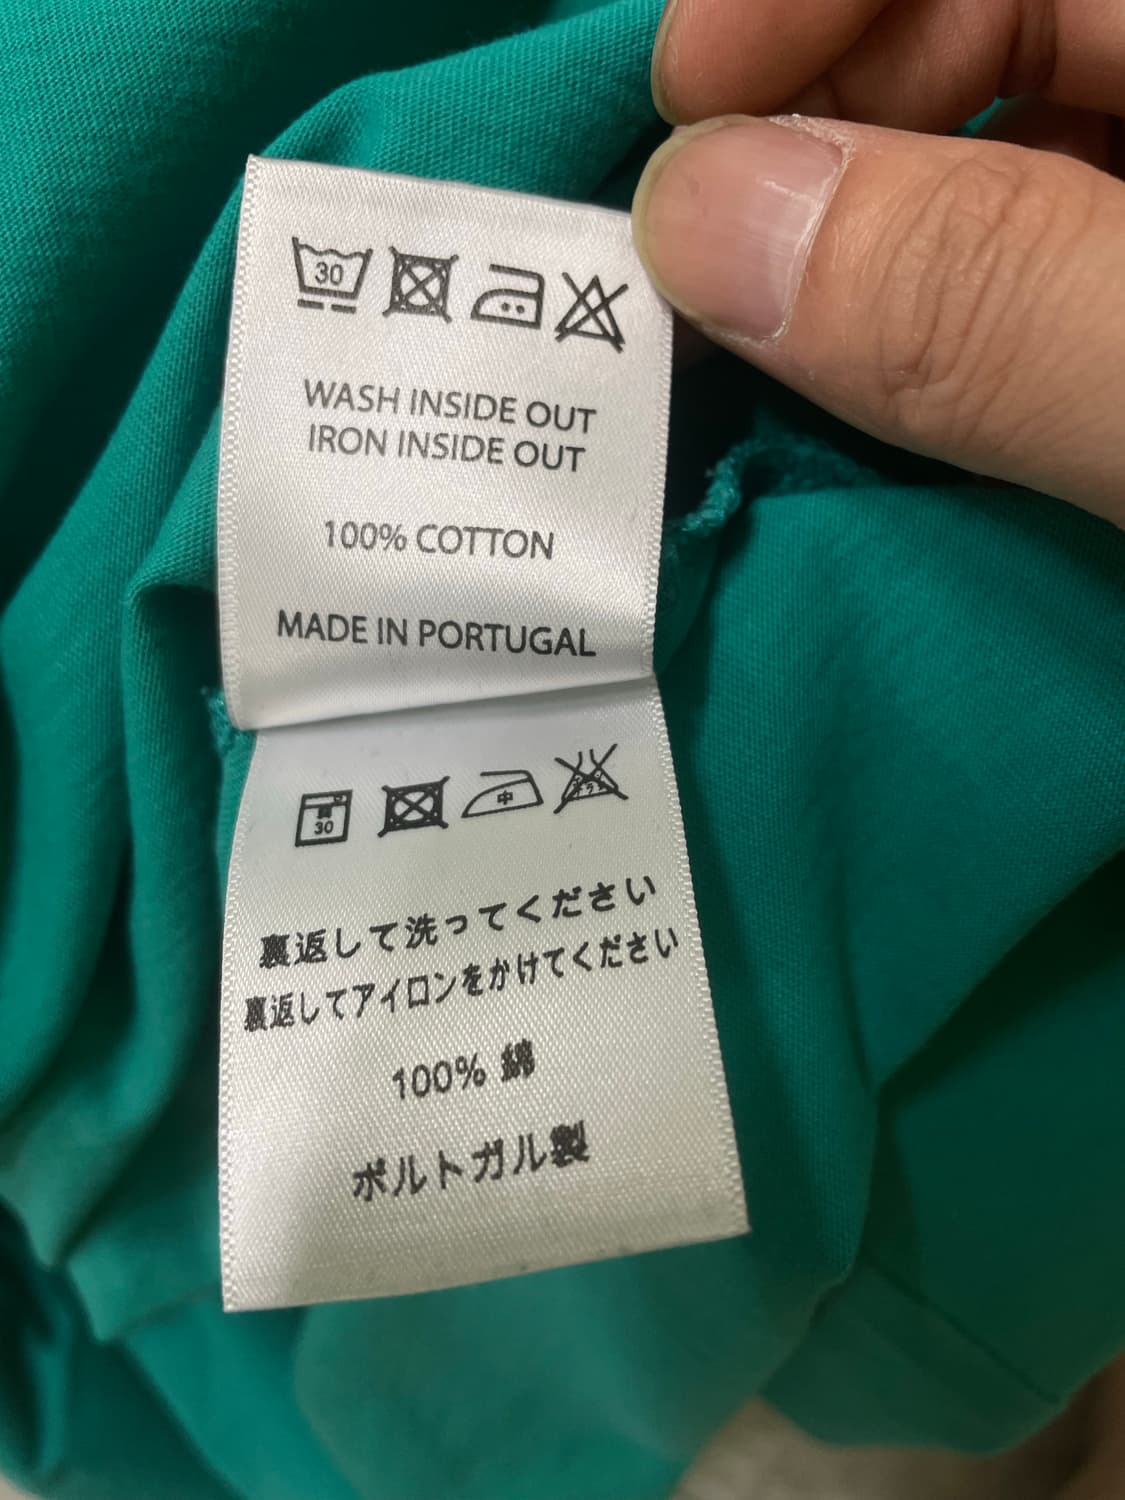 30
WASH INSIDE OUT
IRON INSIDE OUT
100% COTTON
MADE IN PORTUGAL
30
中
裏返して洗ってください
裏返してアイロンをかけてください
100% 綿
ポルトガル製